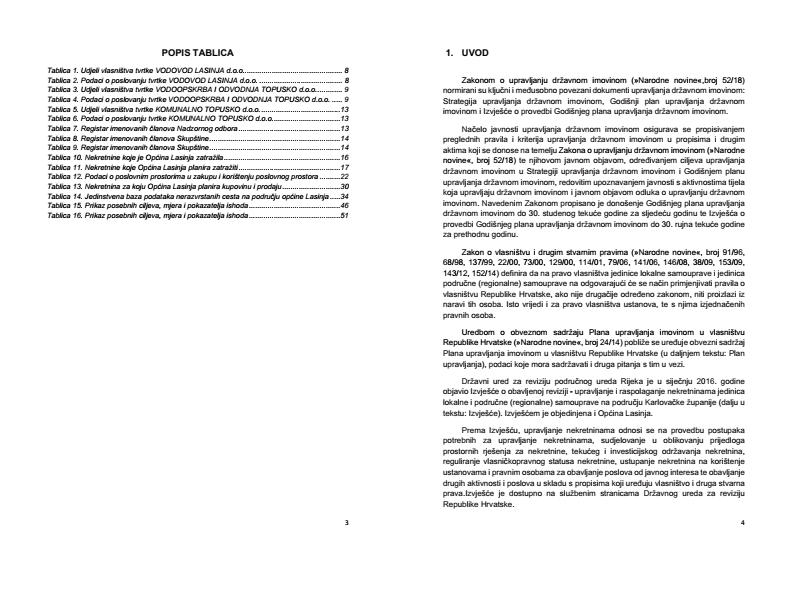 POPIS TABLICA
Tablica 1. Udjeli vlasništva tvrtke VODOVOD LASINJA d.o.o. 8
Tablica 2. Podaci o poslovanju tvrtke VODOVOD LASINJA d.o.o. 8
Tablica 3. Udjeli vlasništva tvrtke VODOOPSKRBA I ODVODNJA TOPUSKO d.o.o. 9
Tablica 4. Podaci o poslovanju tvrtke VODOOPSKRBA I ODVODNJA TOPUSKO d.o.o. 9
Tablica 5. Udjeli vlasništva tvrtke KOMUNALNO TOPUSKO d.o.o. 13
Tablica 6. Podaci o poslovanju tvrtke KOMUNALNO TOPUSKO d.o.o. 13
Tablica 7. Registar imenovanih članova Nadzornog odbora 13
Tablica 8. Registar imenovanih članova Skupštine 14
Tablica 9. Registar imenovanih članova Skupštine 14
Tablica 10. Nekretnine koje je Općina Lasinja zatražila 16
Tablica 11. Nekretnine koje Općina Lasinja planira zatražiti 17
Tablica 12. Podaci o poslovnim prostorima u zakupu i korištenju poslovnog prostora 22
Tablica 13. Nekretnina za koju Općina Lasinja planira kupovinu i prodaju 30
Tablica 14. Jedinstvena baza podataka nerazvrstanih cesta na području općine Lasinja 34
Tablica 15. Prikaz posebnih ciljeva, mjera i pokazatelja ishoda 46
Tablica 16. Prikaz posebnih ciljeva, mjera i pokazatelja ishoda 51
3
1. UVOD
Zakonom o upravljanju državnom imovinom (»Narodne novine«,broj 52/18)
normirani su ključni i međusobno povezani dokumenti upravljanja državnom imovinom:
Strategija upravljanja državnom imovinom, Godišnji plan upravljanja državnom
imovinom i Izvješće o provedbi Godišnjeg plana upravljanja državnom imovinom.
Načelo javnosti upravljanja državnom imovinom osigurava se propisivanjem
preglednih pravila i kriterija upravljanja državnom imovinom u propisima i drugim
aktima koji se donose na temelju Zakona o upravljanju državnom imovinom (»Narodne
novine«, broj 52/18) te njihovom javnom objavom, određivanjem ciljeva upravljanja
državnom imovinom u Strategiji upravljanja državnom imovinom i Godišnjem planu
upravljanja državnom imovinom, redovitim upoznavanjem javnosti s aktivnostima tijela
koja upravljaju državnom imovinom i javnom objavom odluka o upravljanju državnom
imovinom. Navedenim Zakonom propisano je donošenje Godišnjeg plana upravljanja
državnom imovinom do 30. studenog tekuće godine za sljedeću godinu te Izvješća o
provedbi Godišnjeg plana upravljanja državnom imovinom do 30. rujna tekuće godine
za prethodnu godinu.
Zakon o vlasništvu i drugim stvarnim pravima (»Narodne novine«, broj 91/96,
68/98, 137/99, 22/00, 73/00, 129/00, 114/01, 79/06, 141/06, 146/08, 38/09, 153/09,
143/12, 152/14) definira da na pravo vlasništva jedinice lokalne samouprave i jedinica
područne (regionalne) samouprave na odgovarajući će se način primjenjivati pravila o
vlasništvu Republike Hrvatske, ako nije drugačije određeno zakonom, niti proizlazi iz
naravi tih osoba. Isto vrijedi i za pravo vlasništva ustanova, te s njima izjednačenih
pravnih osoba.
Uredbom o obveznom sadržaju Plana upravljanja imovinom u vlasništvu
Republike Hrvatske (»Narodne novine«, broj 24/14) pobliže se uređuje obvezni sadržaj
Plana upravljanja imovinom u vlasništvu Republike Hrvatske (u daljnjem tekstu: Plan
upravljanja), podaci koje mora sadržavati i druga pitanja s tim u vezi.
Državni ured za reviziju područnog ureda Rijeka je u siječnju 2016. godine
objavio Izvješće o obavljenoj reviziji - upravljanje i raspolaganje nekretninama jedinica
lokalne i područne (regionalne) samouprave na području Karlovačke županije (dalju u
tekstu: Izvješće). Izvješćem je objedinjena i Općina Lasinja.
Prema Izvješću, upravljanje nekretninama odnosi se na provedbu postupaka
potrebnih za upravljanje nekretninama, sudjelovanje u oblikovanju prijedloga
prostornih rješenja za nekretnine, tekućeg i investicijskog održavanja nekretnina,
reguliranje vlasničkopravnog statusa nekretnine, ustupanje nekretnina na korištenje
ustanovama i pravnim osobama za obavljanje poslova od javnog interesa te obavljanje
drugih aktivnosti i poslova u skladu s propisima koji uređuju vlasništvo i druga stvarna
prava.Izvješće je dostupno na službenim stranicama Državnog ureda za reviziju
Republike Hrvatske.
4